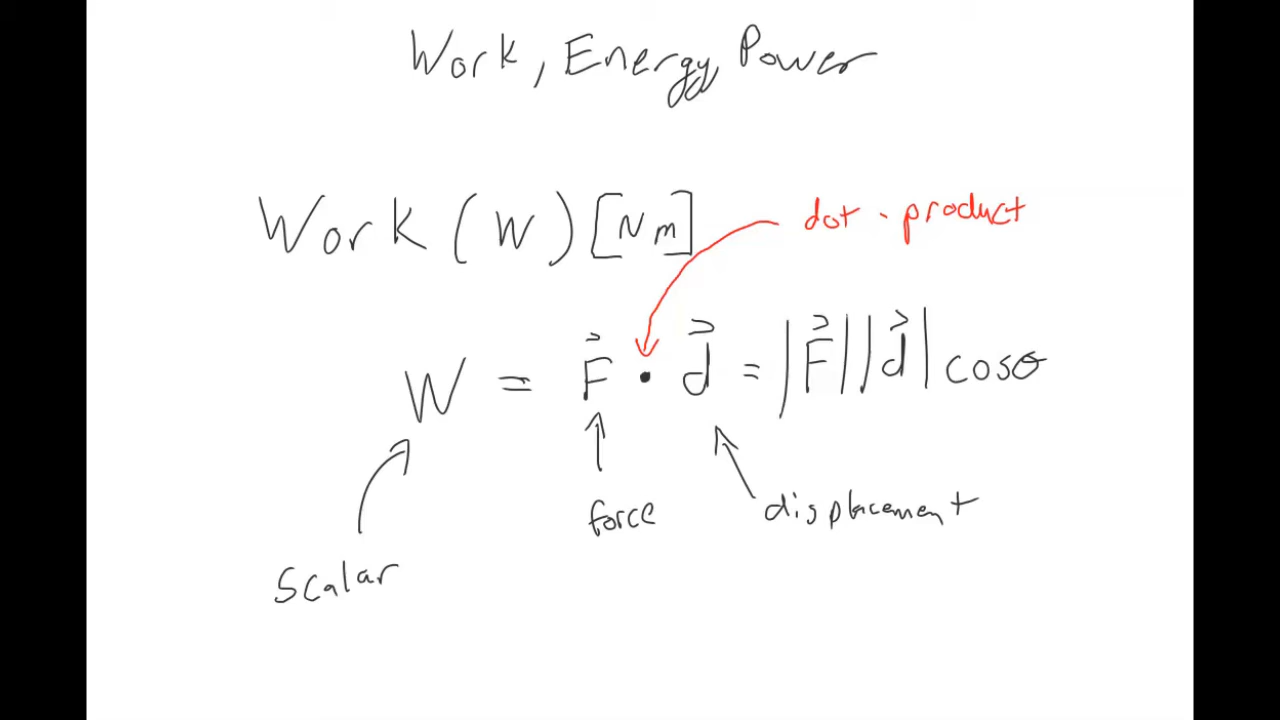 Work, Energy, Power
Work (W) [Nm]
dot · product
W = F⃗ • d⃗ = |F⃗||d⃗| cosθ
force
displacement
scalar